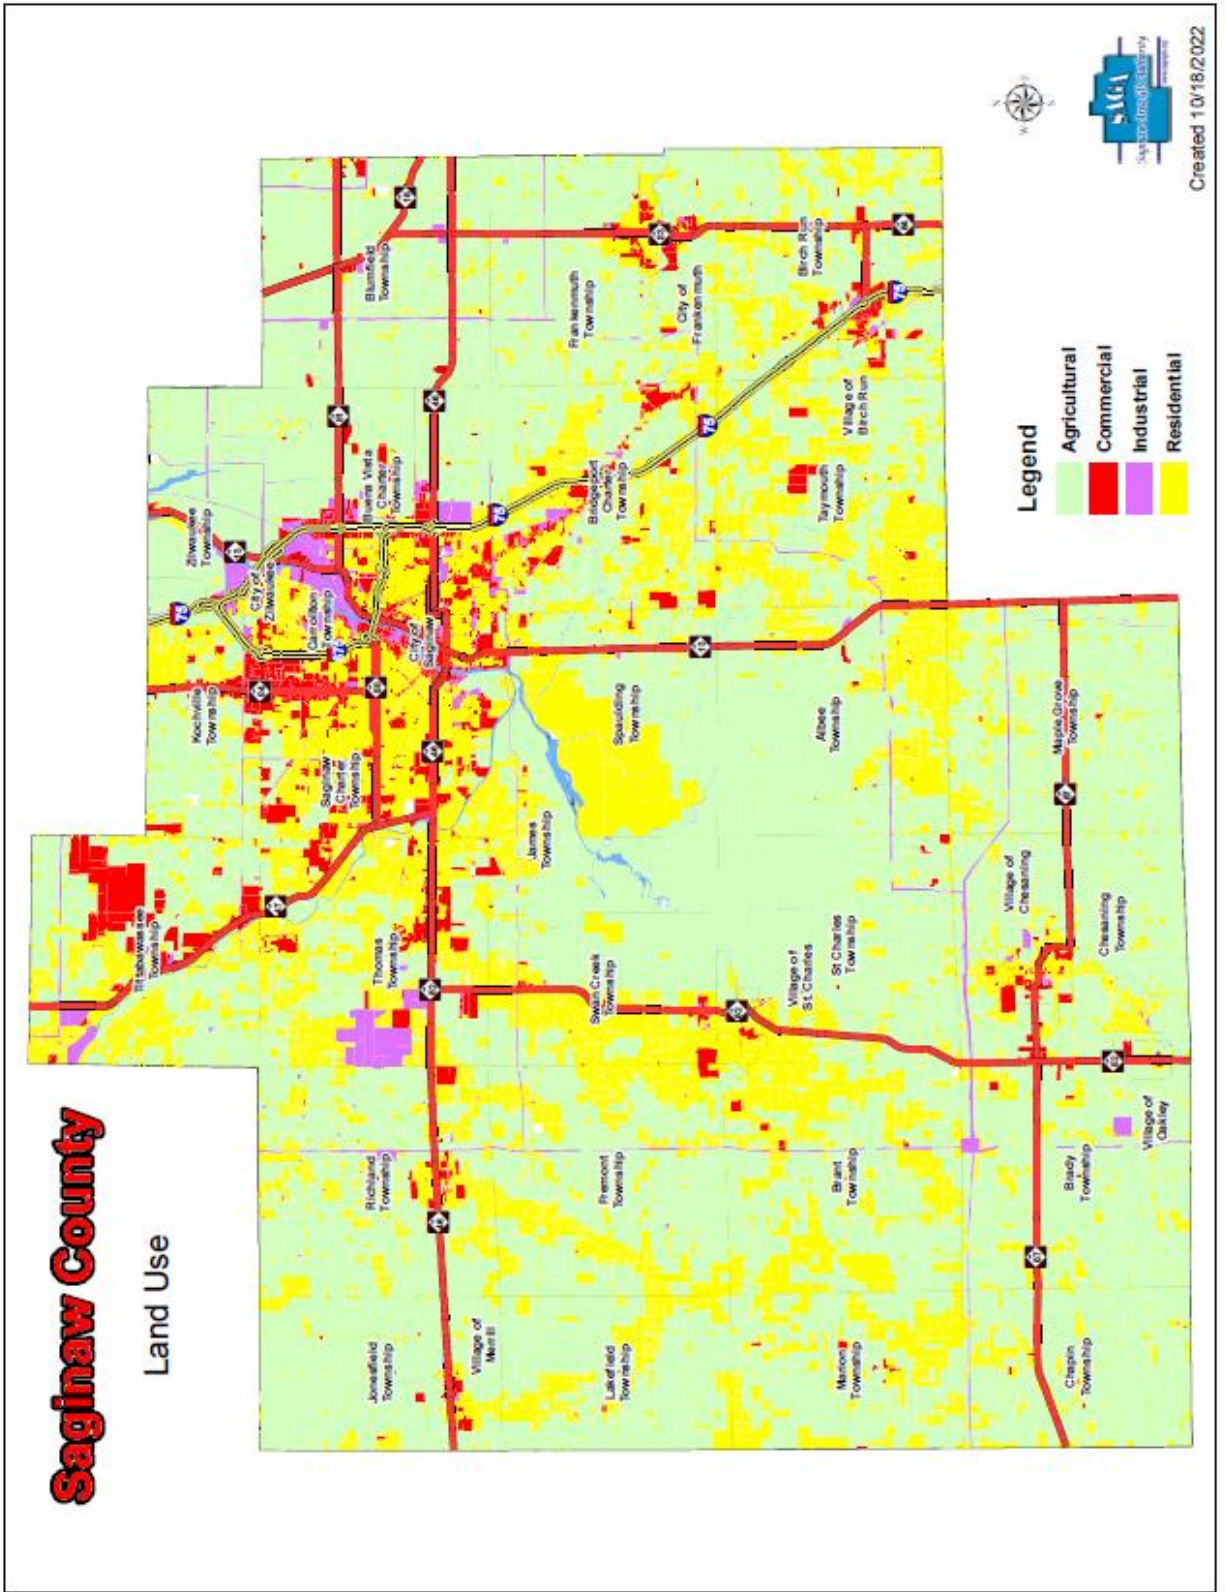 Saginaw County
Land Use
Tittabawassee
Township
Kochville
Township
Zilwaukee
Township
City of
Zilwaukee
Carrollton
Township
Saginaw
Charter
Township
Buena Vista
Charter
Township
Blumfield
Township
City of
Saginaw
Thomas
Township
Richland
Township
Jonesfield
Township
Village of
Merrill
James
Township
Swan Creek
Township
Fremont
Township
Lakefield
Township
Spaulding
Township
Bridgeport
Charter
Township
Frankenmuth
Township
City of
Frankenmuth
Birch Run
Township
Village of
Birch Run
Taymouth
Township
Albee
Township
St Charles
Township
Village of
St. Charles
Brant
Township
Marion
Township
Maple Grove
Township
Village of
Chesaning
Chesaning
Township
Brady
Township
Village of
Oakley
Chapin
Township
75
75
75
75
Legend
Agricultural
Commercial
Industrial
Residential
N
W
S
SAGA
Created 10/18/2022